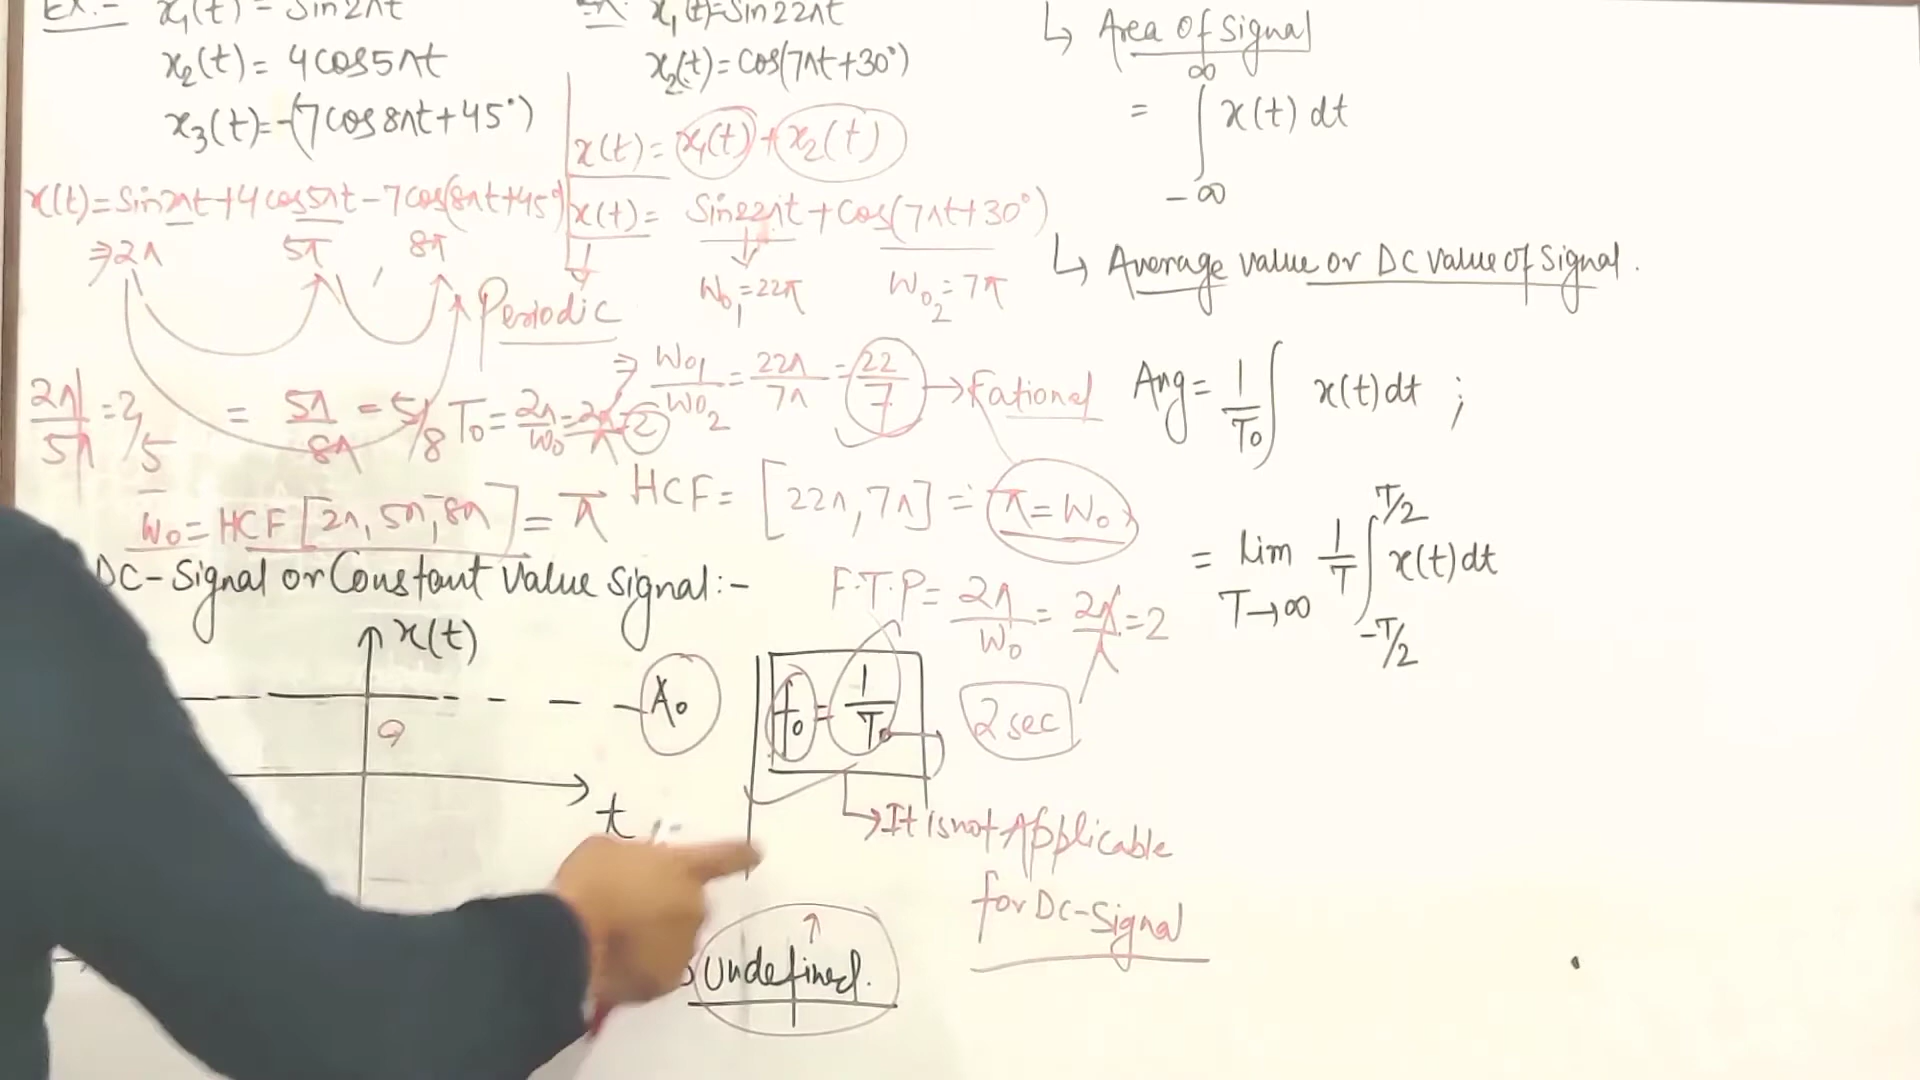 Ex:- x₁(t) = Sin2πt
x₂(t) = 4cos5πt
x₃(t)=-(7cos8πt+45°)
x(t)=Sin2πt+4cos5πt-7cos(8πt+45°)
⇒2π 5π 8π
2π/5π = 2/5 = 5π/8π = 5/8
T₀ = 2π/W₀ = 2π/π = 2
W₀ = HCF [2π, 5π, 8π] = π
Periodic
Ex. x₁(t)=Sin22πt
x₂(t)=Cos(7πt+30°)
x(t)= x₁(t)+x₂(t)
x(t)= Sin22πt+Cos(7πt+30°)
W₀₁=22π W₀₂=7π
⇒ W₀₁/W₀₂ = 22π/7π = 22/7 → Rational
HCF= [22π, 7π] = π=W₀
F.T.P= 2π/W₀ = 2π/π = 2
2 sec
DC-Signal or Constant Value Signal:-
x(t)
A₀
t
f₀ = 1/T₀
→It is not Applicable
for DC-Signal
Undefined.
↳ Area Of Signal
= ∫_{-∞}^{∞} x(t) dt
↳ Average value or DC value of Signal.
Avg= 1/T₀ ∫ x(t)dt ;
= Lim T→∞ 1/T ∫_{-T/2}^{T/2} x(t)dt